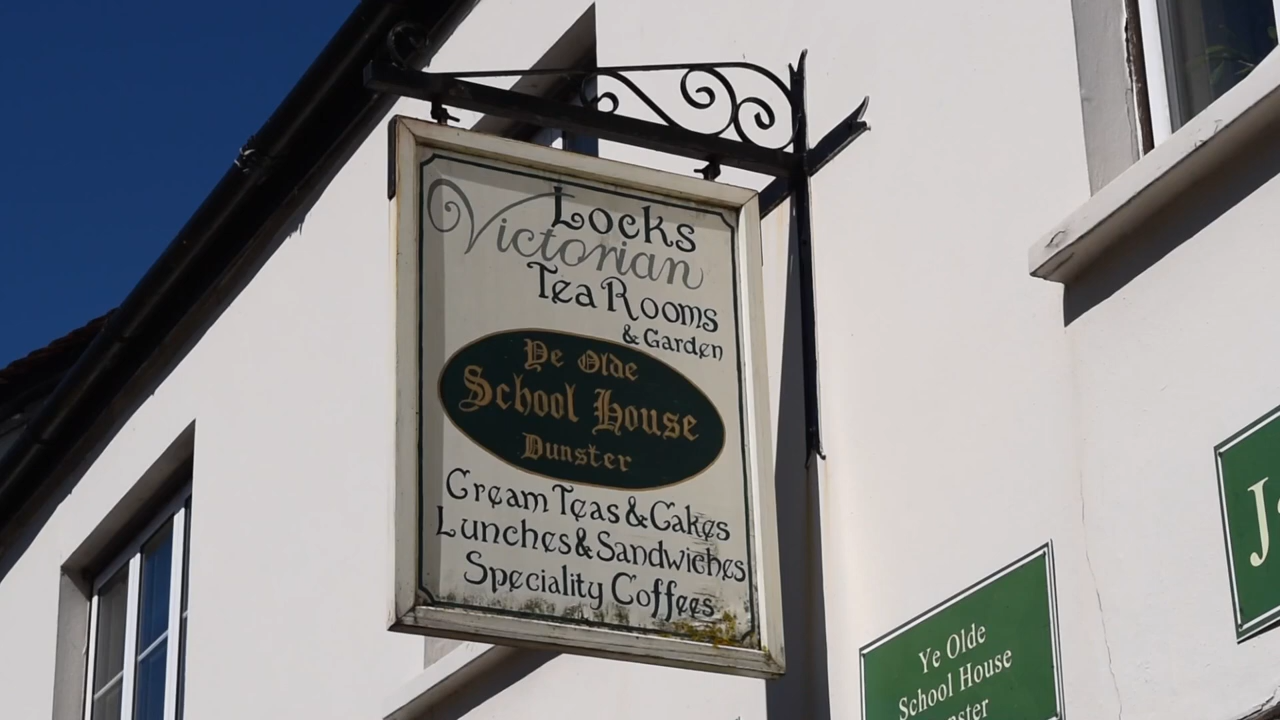 Locks
Victorian
Tea Rooms
& Garden
Ye Olde
School House
Dunster
Cream Teas & Cakes
Lunches & Sandwiches
Speciality Coffees
Ye Olde
School House